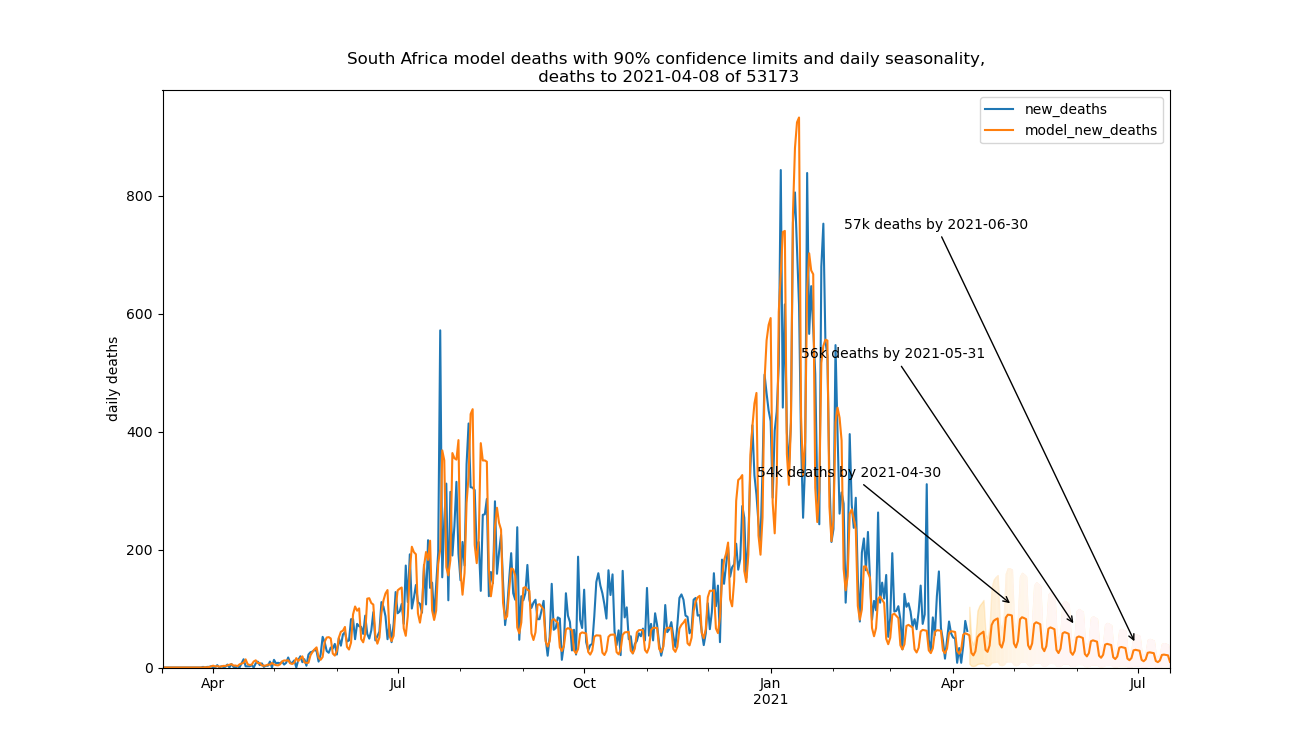 South Africa model deaths with 90% confidence limits and daily seasonality,
deaths to 2021-04-08 of 53173
new_deaths
model_new_deaths
daily deaths
800
600
400
200
0
57k deaths by 2021-06-30
56k deaths by 2021-05-31
54k deaths by 2021-04-30
Apr
Jul
Oct
Jan
2021
Apr
Jul